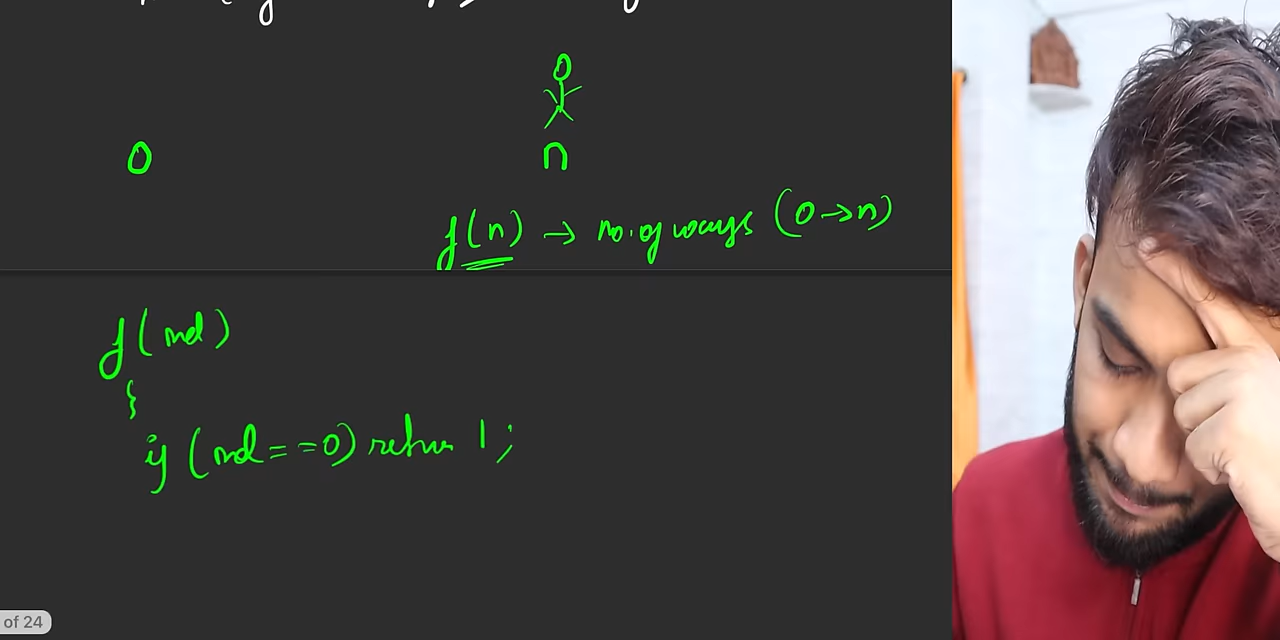 0
n
f(n) → no. of ways (0→n)
f(ind)
{
if (ind==0) return 1;
of 24